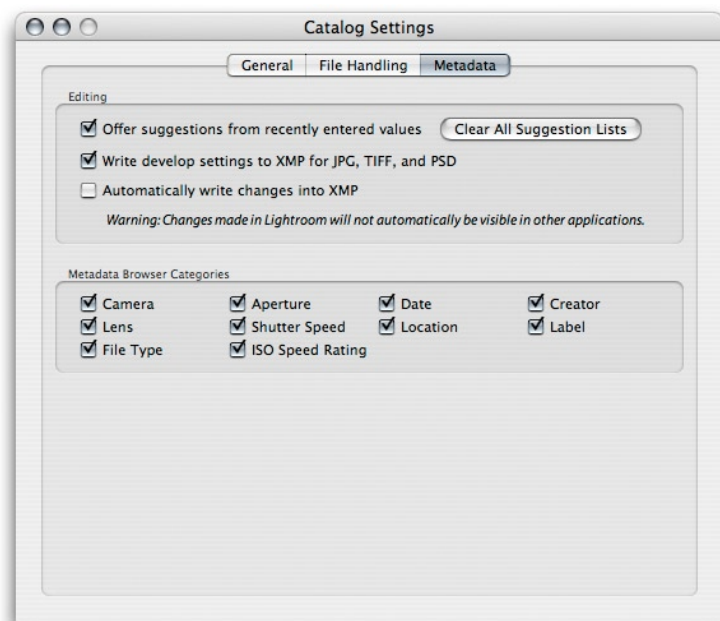 Catalog Settings
General File Handling Metadata
Editing
Offer suggestions from recently entered values Clear All Suggestion Lists
Write develop settings to XMP for JPG, TIFF, and PSD
Automatically write changes into XMP
Warning: Changes made in Lightroom will not automatically be visible in other applications.
Metadata Browser Categories
Camera Aperture Date Creator
Lens Shutter Speed Location Label
File Type ISO Speed Rating